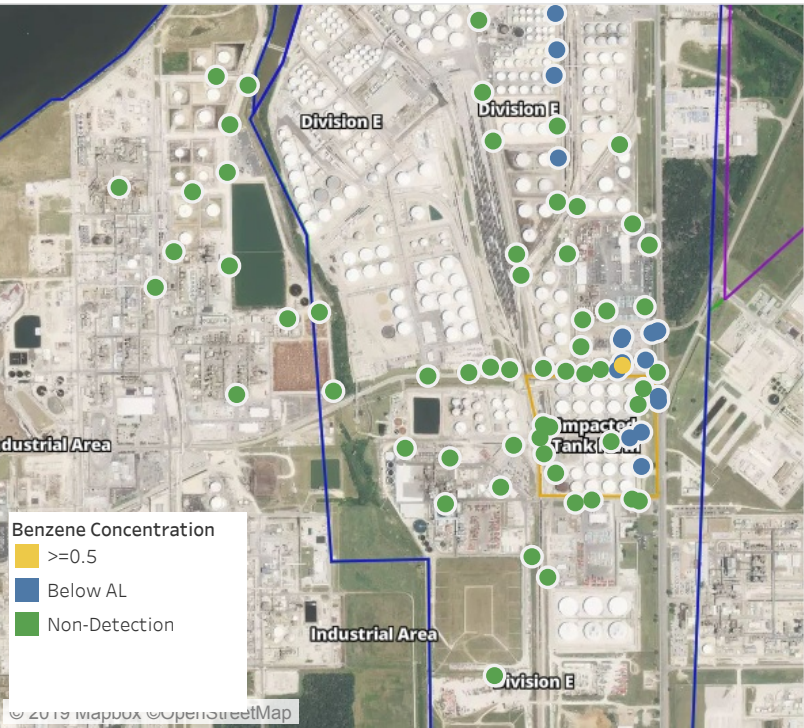 Division E
Division E
dustrial Area
Impacted
Tank Farm
Benzene Concentration
>=0.5
Below AL
Non-Detection
Industrial Area
Division E
© 2019 Mapbox ©OpenStreetMap